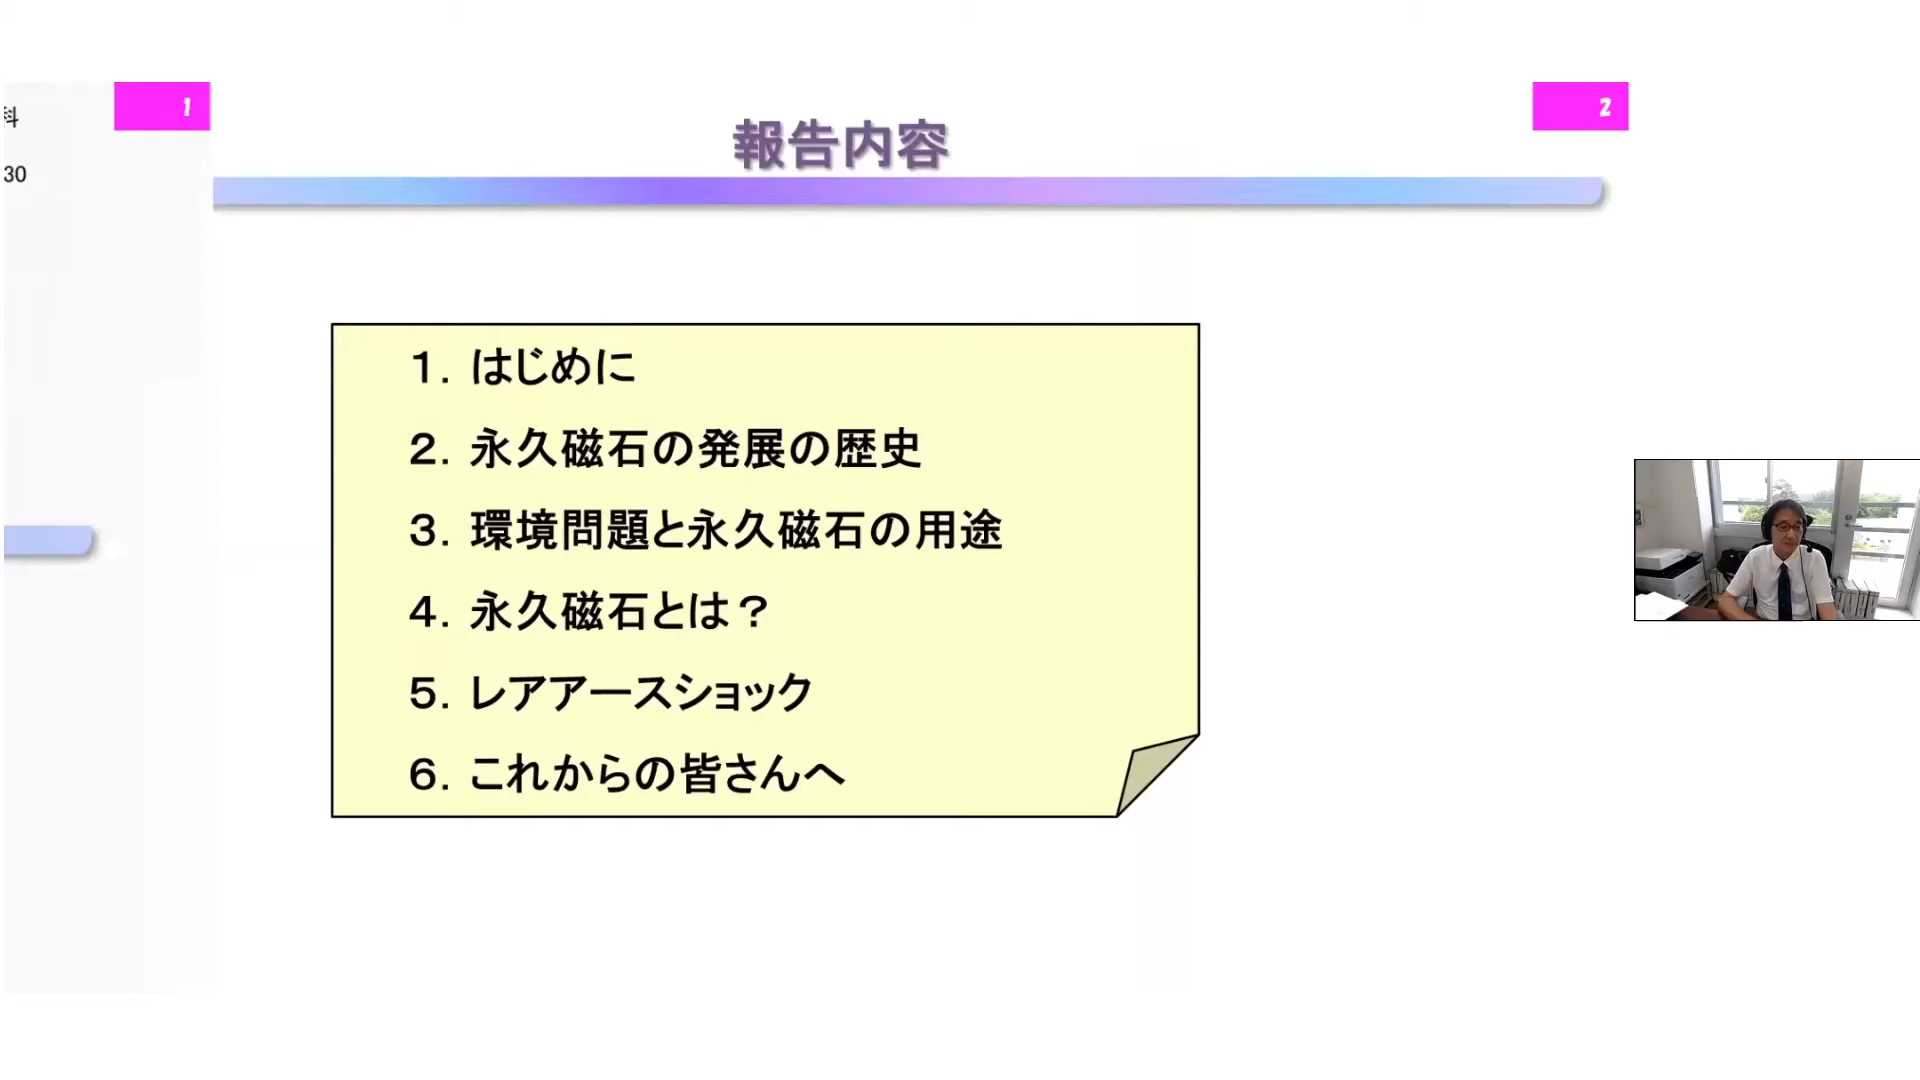 科
30
1
2
報告内容
１．はじめに
２．永久磁石の発展の歴史
３．環境問題と永久磁石の用途
４．永久磁石とは？
５．レアアースショック
６．これからの皆さんへ